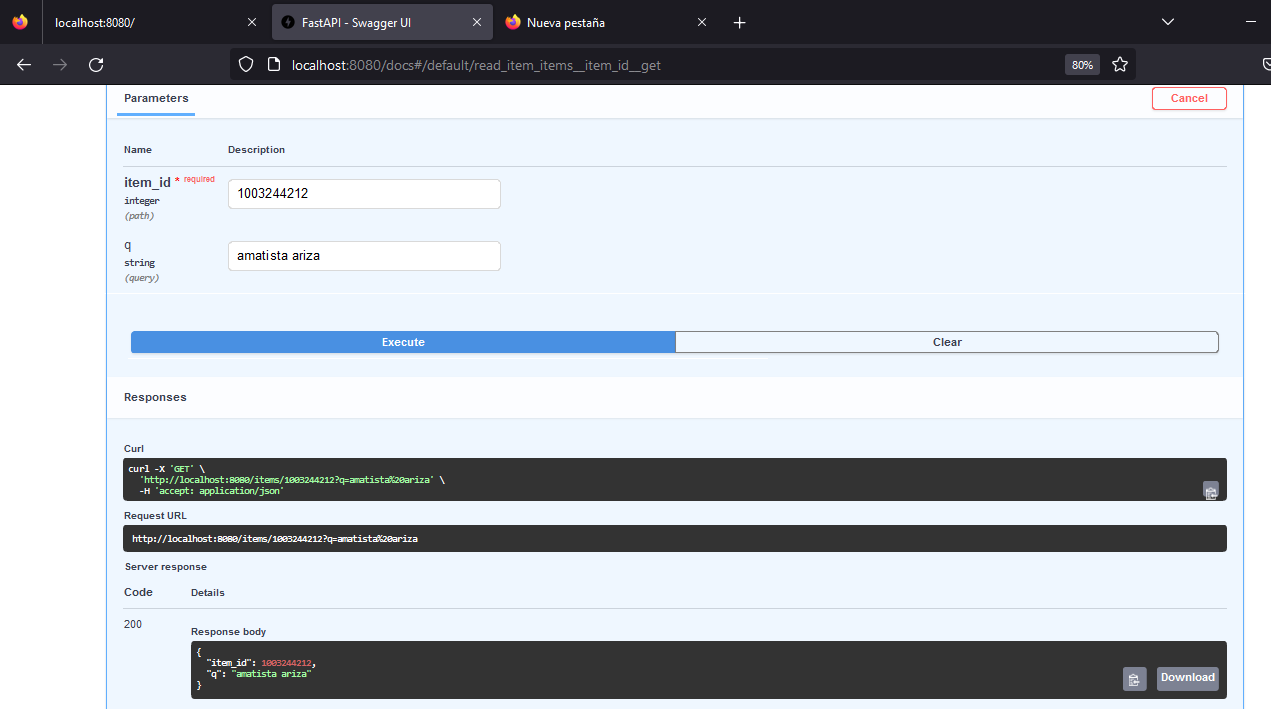 localhost:8080/
FastAPI - Swagger UI
Nueva pestaña
localhost:8080/docs#/default/read_item_items__item_id__get
80%
Parameters
Cancel
Name Description
item_id * required
1003244212
integer
(path)
q
amatista ariza
string
(query)
Execute
Clear
Responses
Curl
curl -X 'GET' \
'http://localhost:8080/items/1003244212?q=amatista%20ariza' \
-H 'accept: application/json'
Request URL
http://localhost:8080/items/1003244212?q=amatista%20ariza
Server response
Code Details
200
Response body
{
"item_id": 1003244212,
"q": "amatista ariza"
}
Download